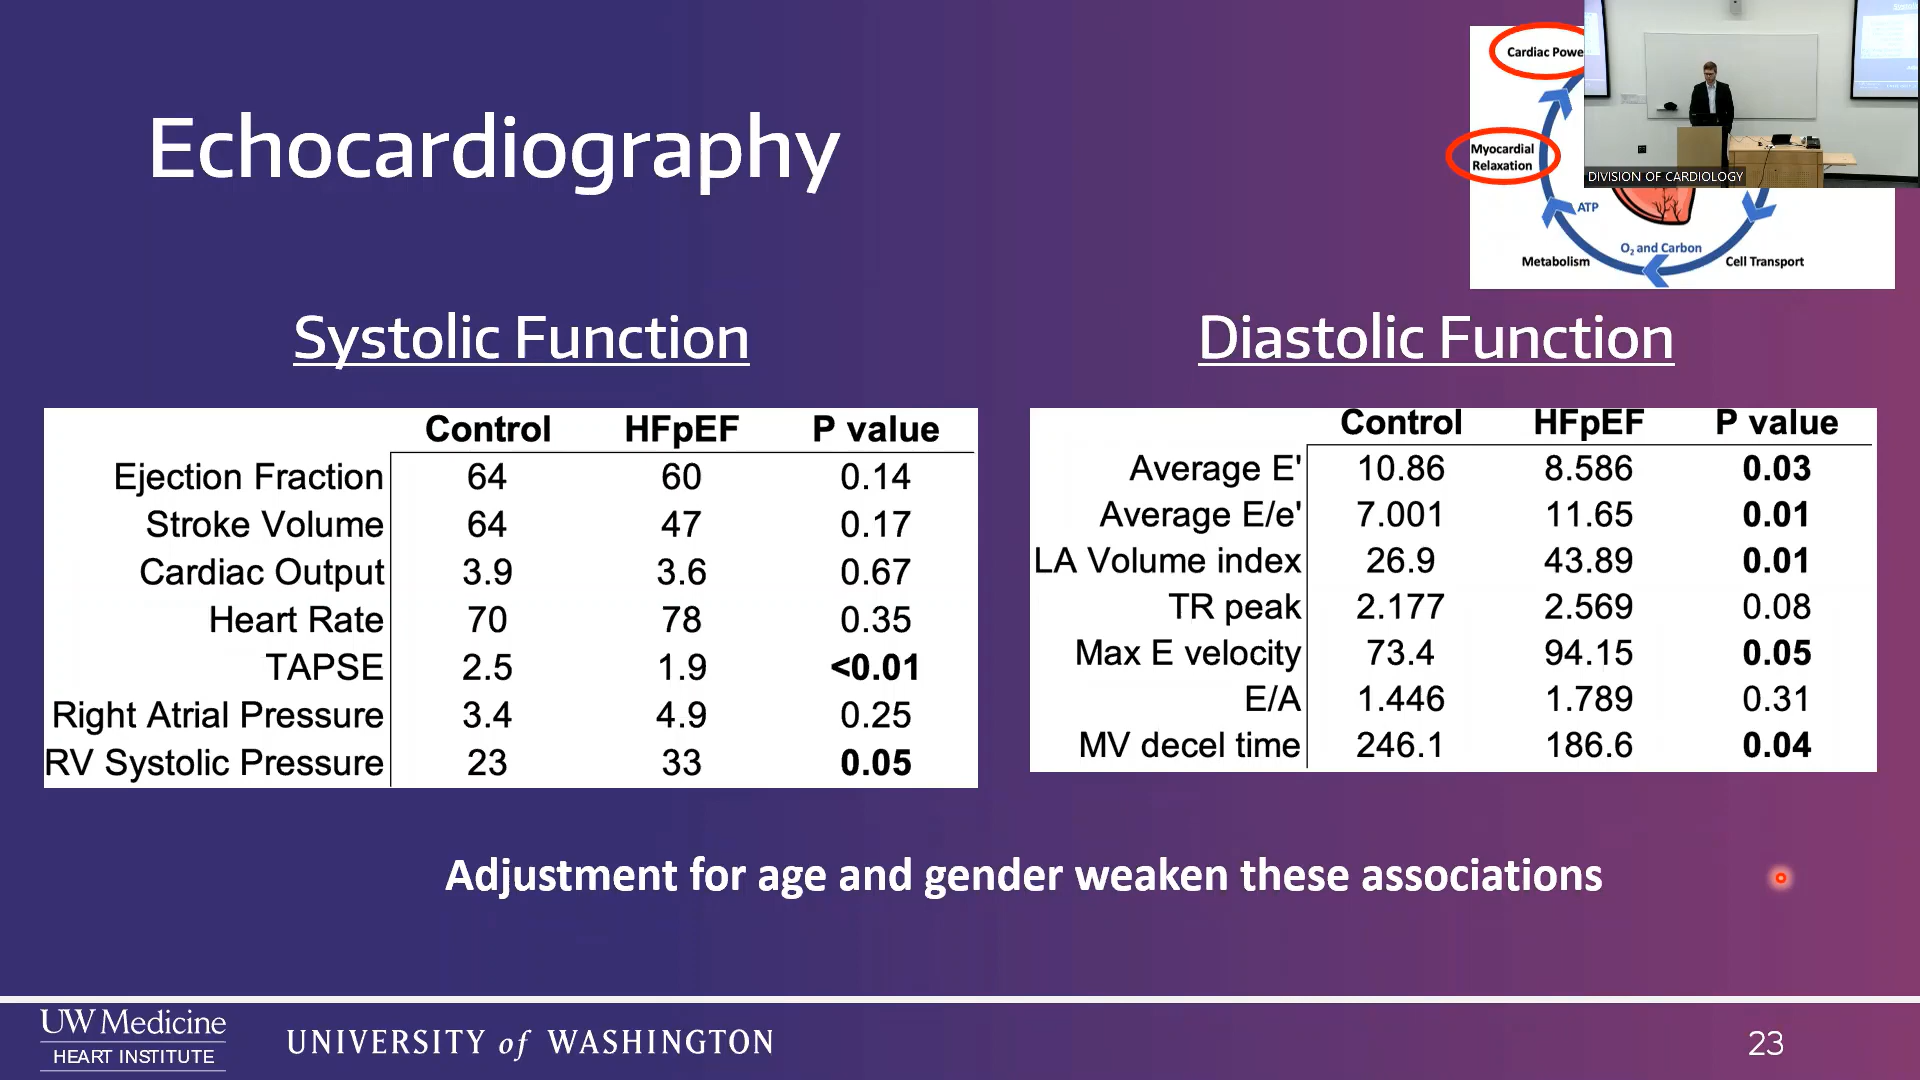 Echocardiography
Cardiac Powe
Myocardial
Relaxation
ATP
O2 and Carbon
Metabolism
Cell Transport
DIVISION OF CARDIOLOGY
Systolic Function
Control HFpEF P value
Ejection Fraction 64 60 0.14
Stroke Volume 64 47 0.17
Cardiac Output 3.9 3.6 0.67
Heart Rate 70 78 0.35
TAPSE 2.5 1.9 <0.01
Right Atrial Pressure 3.4 4.9 0.25
RV Systolic Pressure 23 33 0.05
Diastolic Function
Control HFpEF P value
Average E' 10.86 8.586 0.03
Average E/e' 7.001 11.65 0.01
LA Volume index 26.9 43.89 0.01
TR peak 2.177 2.569 0.08
Max E velocity 73.4 94.15 0.05
E/A 1.446 1.789 0.31
MV decel time 246.1 186.6 0.04
Adjustment for age and gender weaken these associations
UW Medicine
HEART INSTITUTE
UNIVERSITY of WASHINGTON
23